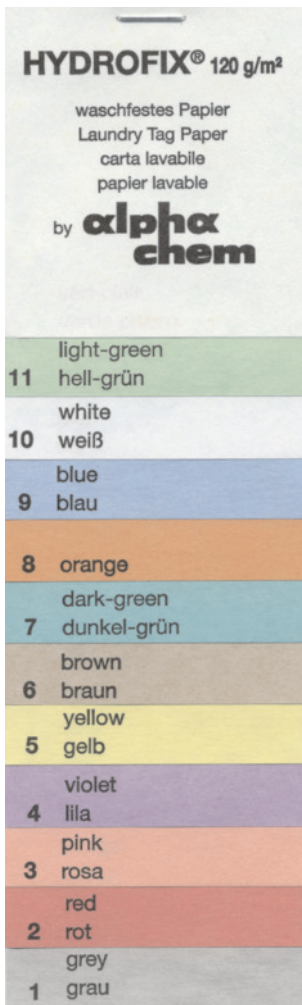 HYDROFIX® 120 g/m²
waschfestes Papier
Laundry Tag Paper
carta lavabile
papier lavable
by alpha
chem
light-green
11 hell-grün
white
10 weiß
blue
9 blau
8 orange
dark-green
7 dunkel-grün
brown
6 braun
yellow
5 gelb
violet
4 lila
pink
3 rosa
red
2 rot
grey
1 grau